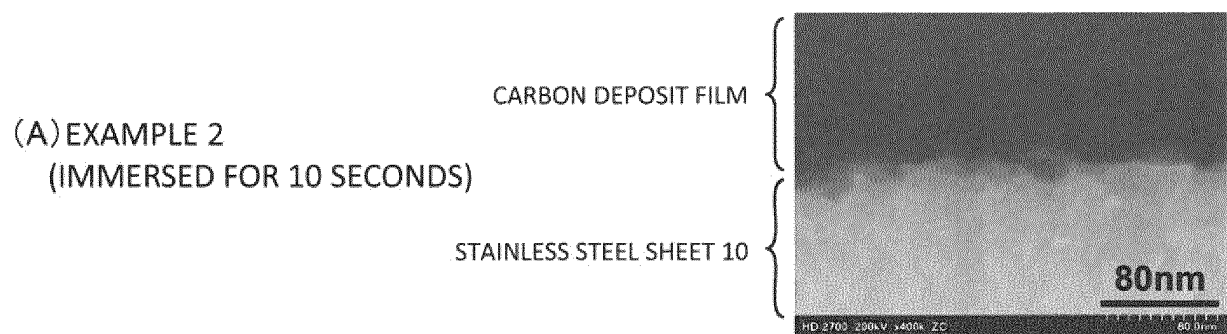 CARBON DEPOSIT FILM
(A) EXAMPLE 2
(IMMERSED FOR 10 SECONDS)
STAINLESS STEEL SHEET 10
80nm
HD 2700 200kV x400k ZC 80.0nm